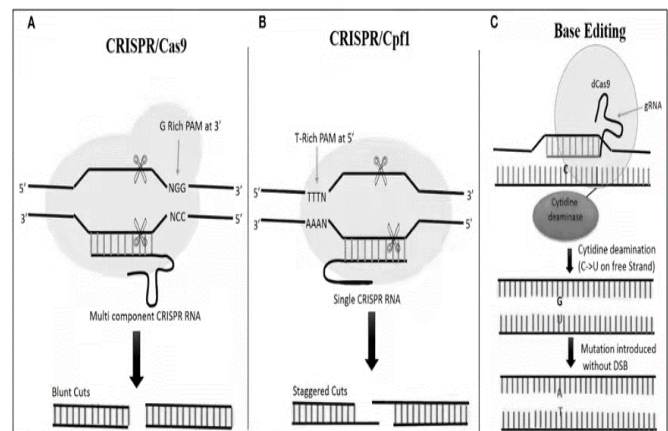 A
CRISPR/Cas9
G Rich PAM at 3'
5'
NGG
3'
3'
NCC
5'
Multi component CRISPR RNA
Blunt Cuts
B
CRISPR/Cpf1
T-Rich PAM at 5'
5'
TTTN
3'
3'
AAAN
5'
Single CRISPR RNA
Staggered Cuts
C
Base Editing
dCas9
gRNA
C
Cytidine
deaminase
Cytidine deamination
(C->U on free Strand)
G
U
Mutation introduced
without DSB
A
T